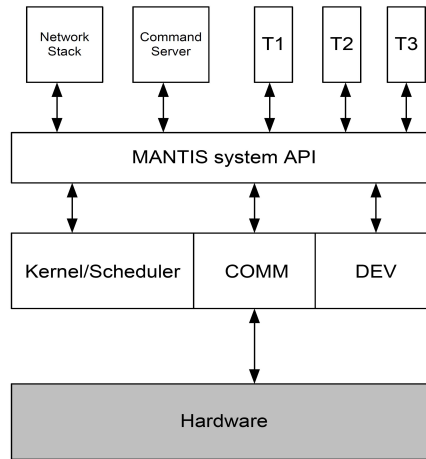 Network
Stack
Command
Server
T1
T2
T3
MANTIS system API
Kernel/Scheduler
COMM
DEV
Hardware